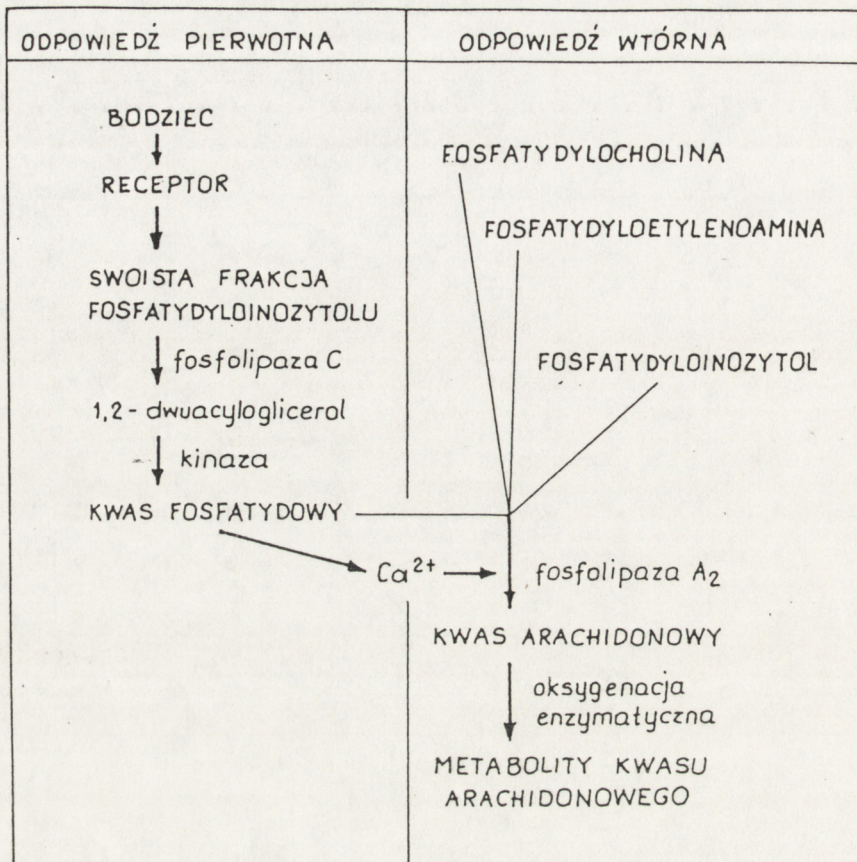 ODPOWIEDŹ PIERWOTNA
BODZIEC
RECEPTOR
SWOISTA FRAKCJA
FOSFATYDYLOINOZYTOLU
fosfolipaza C
1,2-dwuacyloglicerol
kinaza
KWAS FOSFATYDOWY
Ca²⁺
ODPOWIEDŹ WTÓRNA
FOSFATYDYLOCHOLINA
FOSFATYDYLOETYLENOAMINA
FOSFATYDYLOINOZYTOL
fosfolipaza A₂
KWAS ARACHIDONOWY
oksygenacja
enzymatyczna
METABOLITY KWASU
ARACHIDONOWEGO